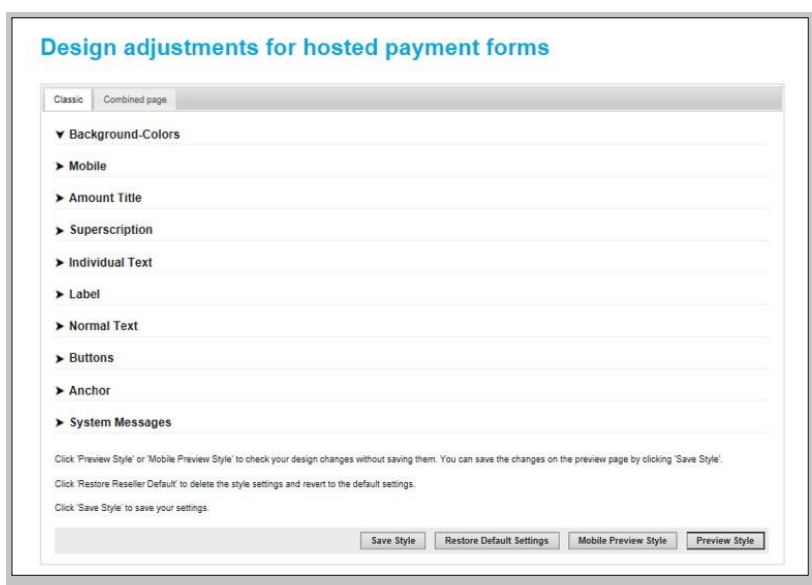 Design adjustments for hosted payment forms
Classic Combined page
Background-Colors
Mobile
Amount Title
Superscription
Individual Text
Label
Normal Text
Buttons
Anchor
System Messages
Click 'Preview Style' or 'Mobile Preview Style' to check your design changes without saving them. You can save the changes on the preview page by clicking 'Save Style'.
Click 'Restore Reseller Default' to delete the style settings and revert to the default settings.
Click 'Save Style' to save your settings.
Save Style Restore Default Settings Mobile Preview Style Preview Style